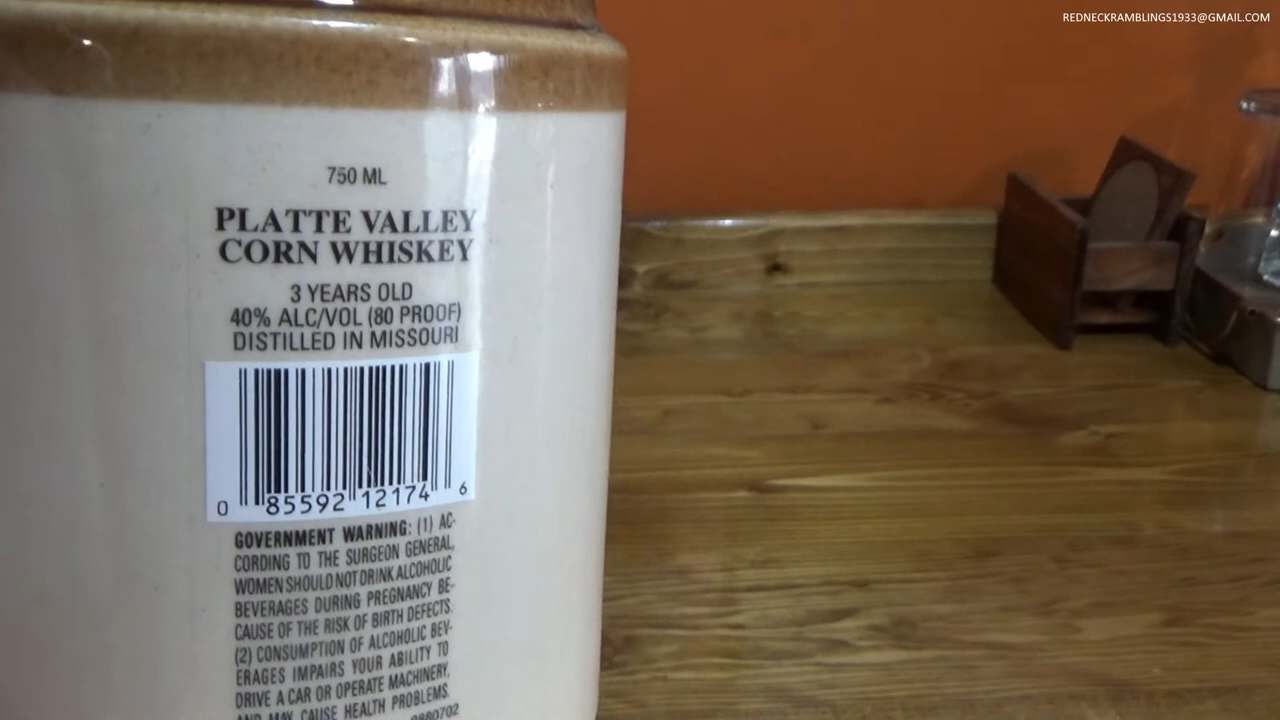 REDNECKRAMBLINGS1933@GMAIL.COM
750 ML
PLATTE VALLEY
CORN WHISKEY
3 YEARS OLD
40% ALC/VOL (80 PROOF)
DISTILLED IN MISSOURI
0 85592 12174 6
GOVERNMENT WARNING: (1) AC-
CORDING TO THE SURGEON GENERAL,
WOMEN SHOULD NOT DRINK ALCOHOLIC
BEVERAGES DURING PREGNANCY BE-
CAUSE OF THE RISK OF BIRTH DEFECTS.
(2) CONSUMPTION OF ALCOHOLIC BEV-
ERAGES IMPAIRS YOUR ABILITY TO
DRIVE A CAR OR OPERATE MACHINERY,
AND MAY CAUSE HEALTH PROBLEMS.